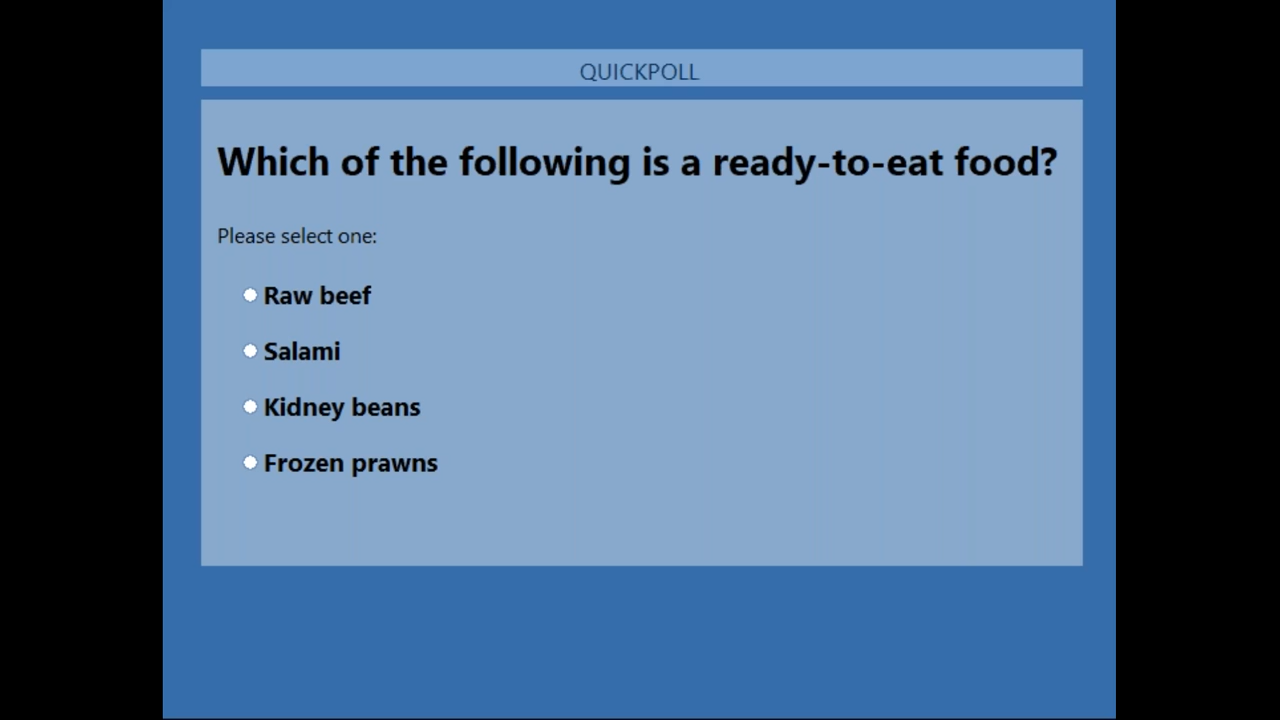 QUICKPOLL
Which of the following is a ready-to-eat food?
Please select one:
Raw beef
Salami
Kidney beans
Frozen prawns